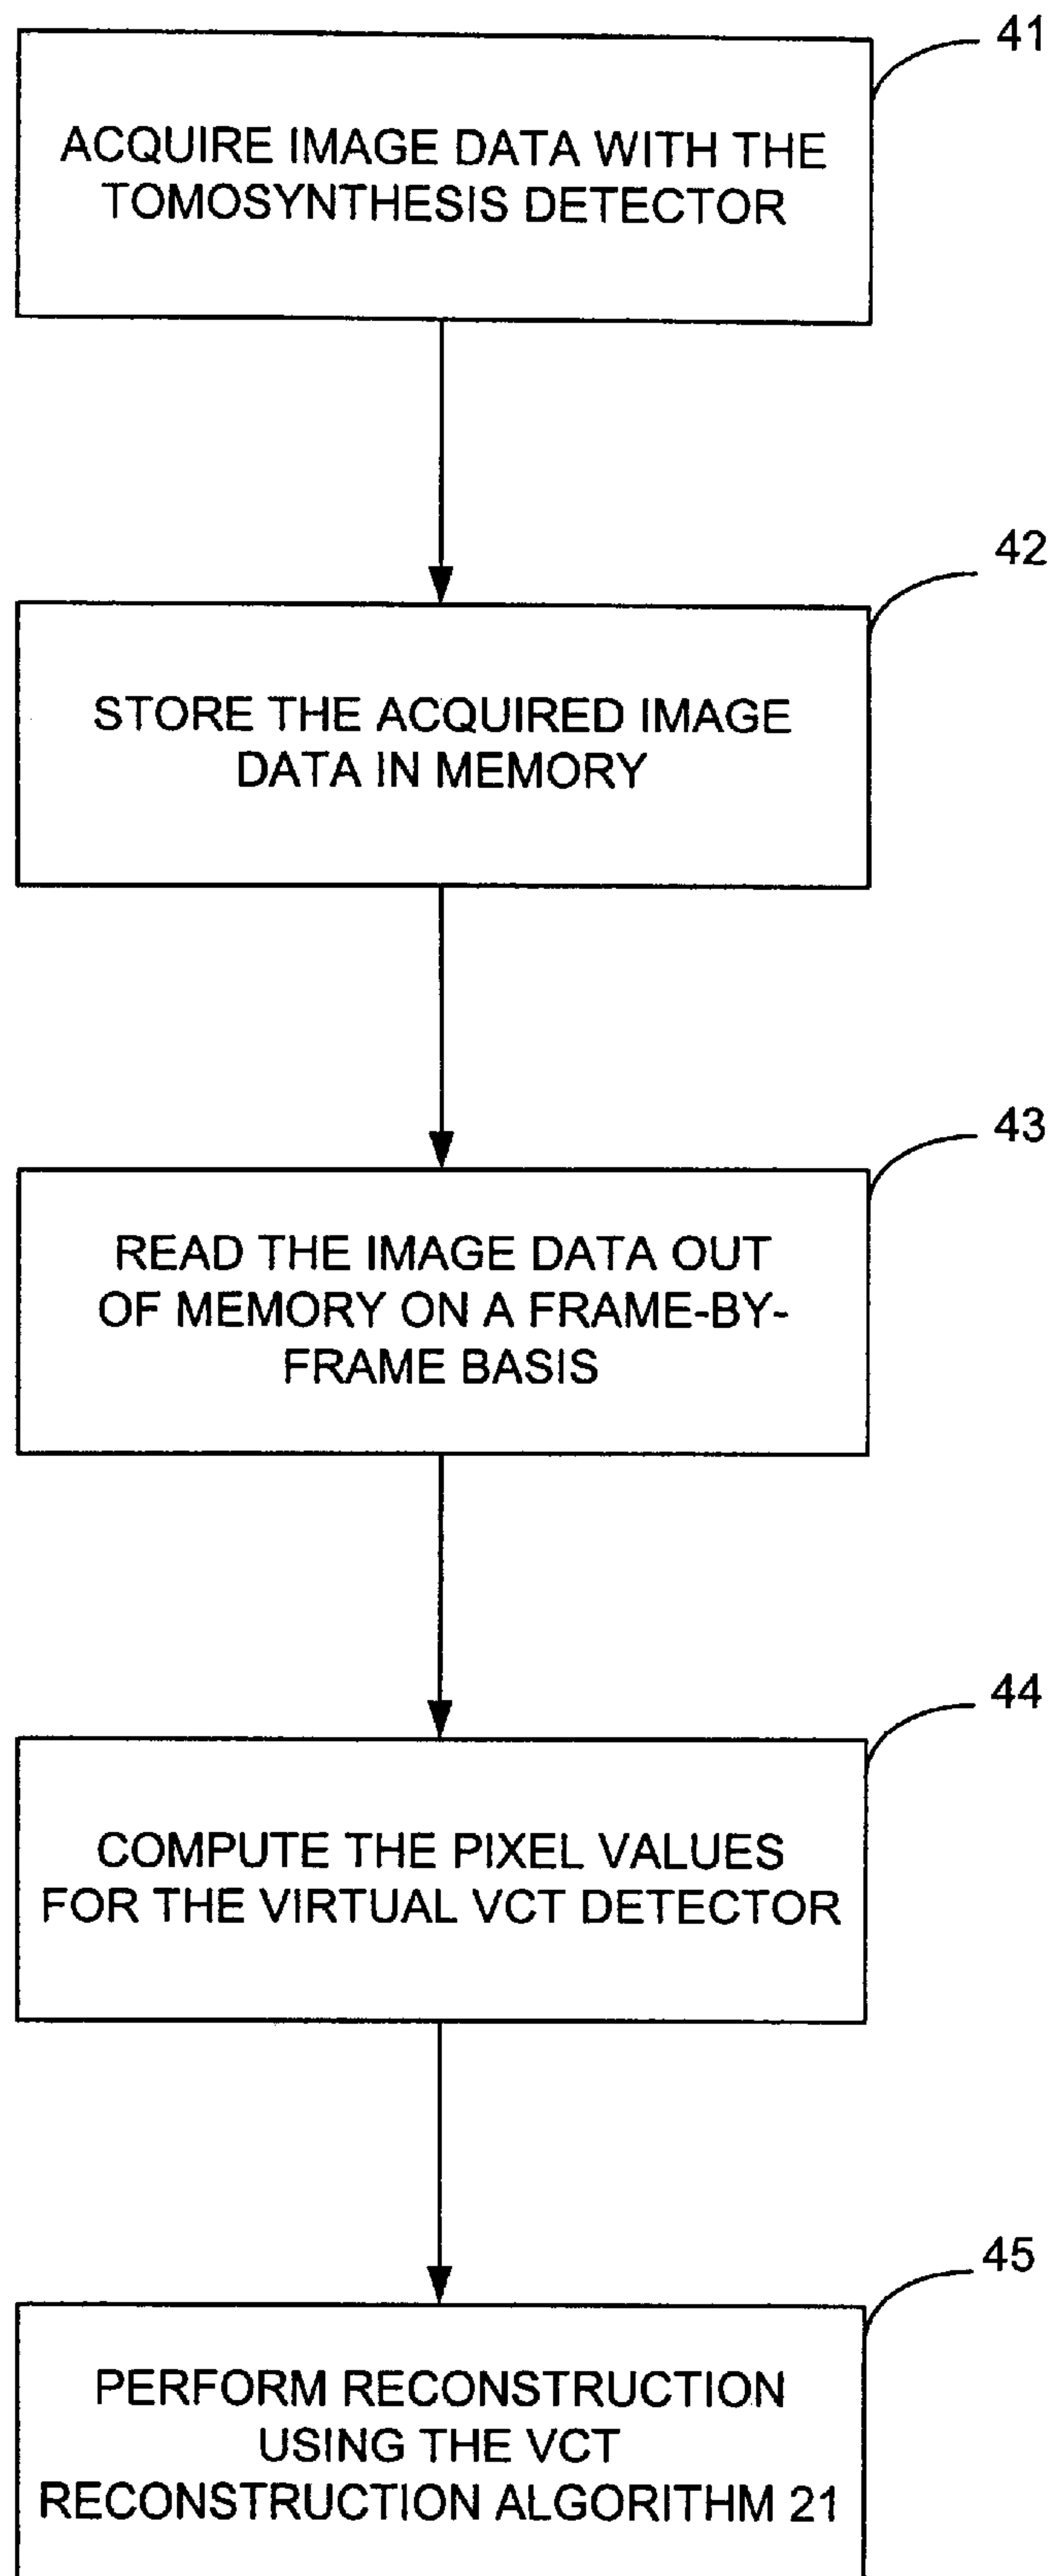 41
ACQUIRE IMAGE DATA WITH THE
TOMOSYNTHESIS DETECTOR
42
STORE THE ACQUIRED IMAGE
DATA IN MEMORY
43
READ THE IMAGE DATA OUT
OF MEMORY ON A FRAME-BY-
FRAME BASIS
44
COMPUTE THE PIXEL VALUES
FOR THE VIRTUAL VCT DETECTOR
45
PERFORM RECONSTRUCTION
USING THE VCT
RECONSTRUCTION ALGORITHM 21